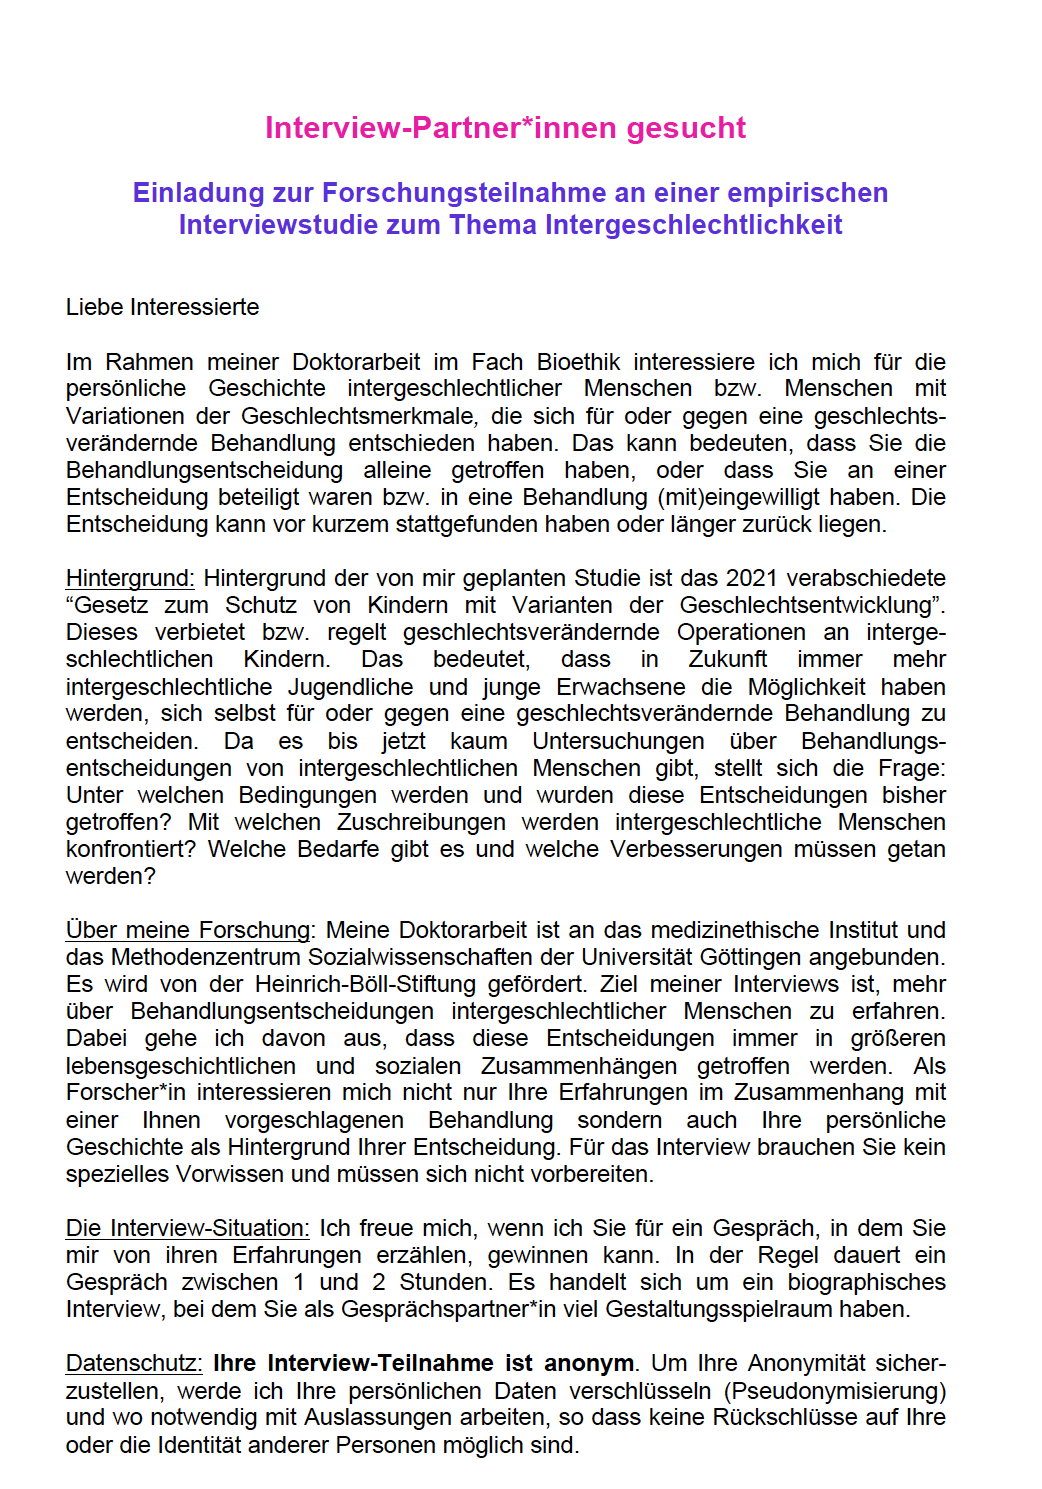 Interview-Partner*innen gesucht
Einladung zur Forschungsteilnahme an einer empirischen
Interviewstudie zum Thema Intergeschlechtlichkeit
Liebe Interessierte
Im Rahmen meiner Doktorarbeit im Fach Bioethik interessiere ich mich für die
persönliche Geschichte intergeschlechtlicher Menschen bzw. Menschen mit
Variationen der Geschlechtsmerkmale, die sich für oder gegen eine geschlechts-
verändernde Behandlung entschieden haben. Das kann bedeuten, dass Sie die
Behandlungsentscheidung alleine getroffen haben, oder dass Sie an einer
Entscheidung beteiligt waren bzw. in eine Behandlung (mit)eingewilligt haben. Die
Entscheidung kann vor kurzem stattgefunden haben oder länger zurück liegen.
Hintergrund: Hintergrund der von mir geplanten Studie ist das 2021 verabschiedete
“Gesetz zum Schutz von Kindern mit Varianten der Geschlechtsentwicklung”.
Dieses verbietet bzw. regelt geschlechtsverändernde Operationen an interge-
schlechtlichen Kindern. Das bedeutet, dass in Zukunft immer mehr
intergeschlechtliche Jugendliche und junge Erwachsene die Möglichkeit haben
werden, sich selbst für oder gegen eine geschlechtsverändernde Behandlung zu
entscheiden. Da es bis jetzt kaum Untersuchungen über Behandlungs-
entscheidungen von intergeschlechtlichen Menschen gibt, stellt sich die Frage:
Unter welchen Bedingungen werden und wurden diese Entscheidungen bisher
getroffen? Mit welchen Zuschreibungen werden intergeschlechtliche Menschen
konfrontiert? Welche Bedarfe gibt es und welche Verbesserungen müssen getan
werden?
Über meine Forschung: Meine Doktorarbeit ist an das medizinethische Institut und
das Methodenzentrum Sozialwissenschaften der Universität Göttingen angebunden.
Es wird von der Heinrich-Böll-Stiftung gefördert. Ziel meiner Interviews ist, mehr
über Behandlungsentscheidungen intergeschlechtlicher Menschen zu erfahren.
Dabei gehe ich davon aus, dass diese Entscheidungen immer in größeren
lebensgeschichtlichen und sozialen Zusammenhängen getroffen werden. Als
Forscher*in interessieren mich nicht nur Ihre Erfahrungen im Zusammenhang mit
einer Ihnen vorgeschlagenen Behandlung sondern auch Ihre persönliche
Geschichte als Hintergrund Ihrer Entscheidung. Für das Interview brauchen Sie kein
spezielles Vorwissen und müssen sich nicht vorbereiten.
Die Interview-Situation: Ich freue mich, wenn ich Sie für ein Gespräch, in dem Sie
mir von ihren Erfahrungen erzählen, gewinnen kann. In der Regel dauert ein
Gespräch zwischen 1 und 2 Stunden. Es handelt sich um ein biographisches
Interview, bei dem Sie als Gesprächspartner*in viel Gestaltungsspielraum haben.
Datenschutz: Ihre Interview-Teilnahme ist anonym. Um Ihre Anonymität sicher-
zustellen, werde ich Ihre persönlichen Daten verschlüsseln (Pseudonymisierung)
und wo notwendig mit Auslassungen arbeiten, so dass keine Rückschlüsse auf Ihre
oder die Identität anderer Personen möglich sind.